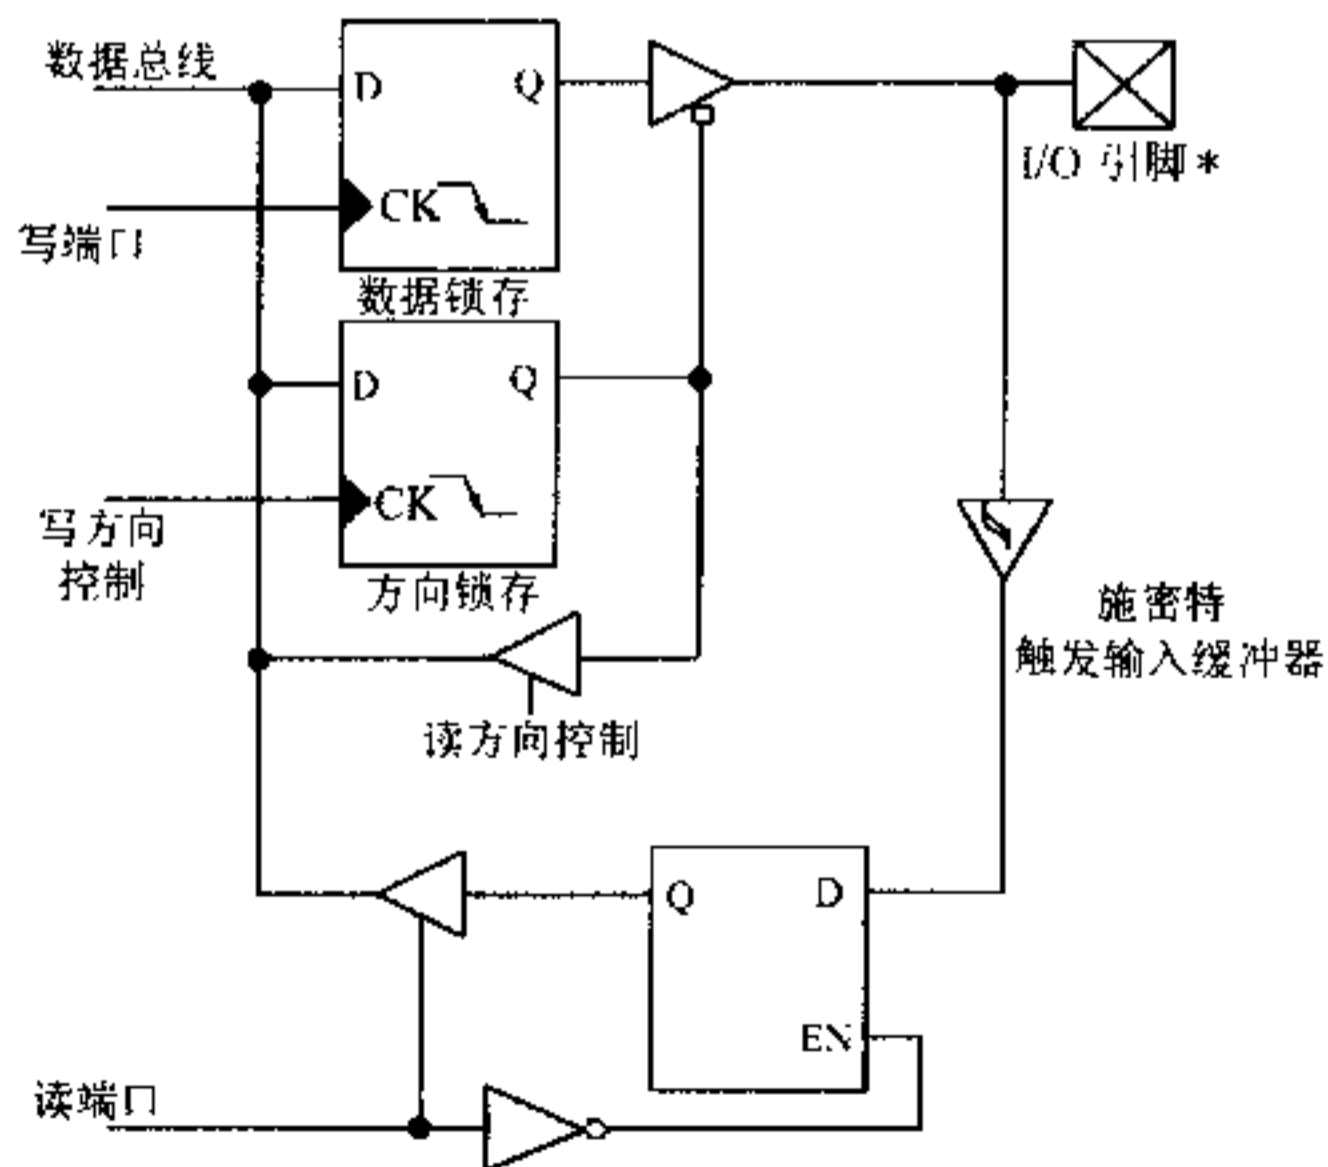 数据总线
D
Q
I/O 引脚*
CK
写端口
数据锁存
D
Q
CK
写方向
控制
方向锁存
施密特
触发输入缓冲器
读方向控制
Q
D
EN
读端口